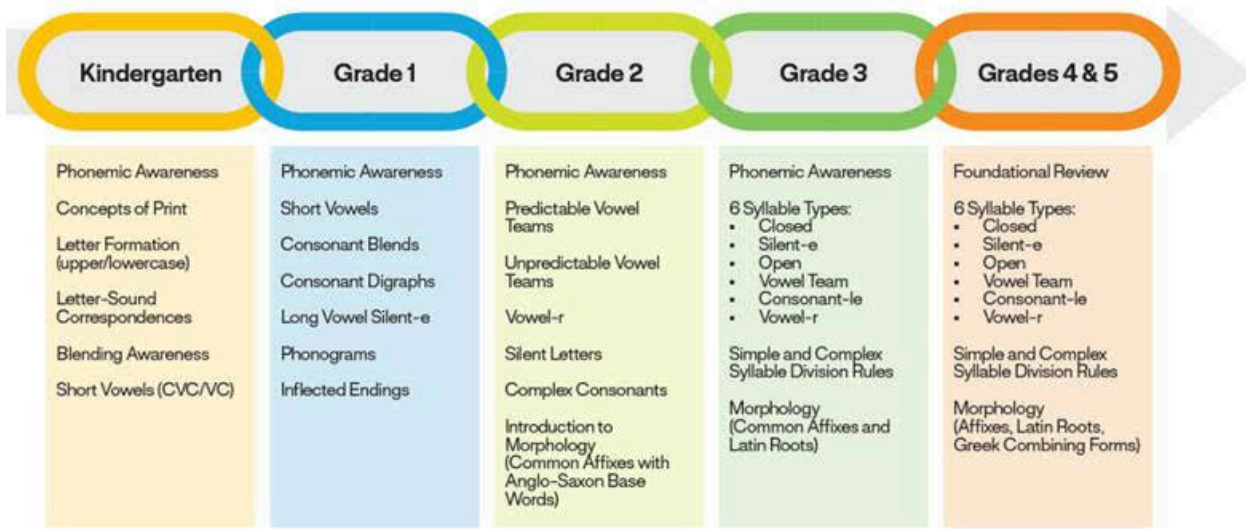 Kindergarten
Grade 1
Grade 2
Grade 3
Grades 4 & 5
Phonemic Awareness
Concepts of Print
Letter Formation
(upper/lowercase)
Letter-Sound
Correspondences
Blending Awareness
Short Vowels (CVC/VC)
Phonemic Awareness
Short Vowels
Consonant Blends
Consonant Digraphs
Long Vowel Silent-e
Phonograms
Inflected Endings
Phonemic Awareness
Predictable Vowel
Teams
Unpredictable Vowel
Teams
Vowel-r
Silent Letters
Complex Consonants
Introduction to
Morphology
(Common Affixes with
Anglo-Saxon Base
Words)
Phonemic Awareness
6 Syllable Types:
• Closed
• Silent-e
• Open
• Vowel Team
• Consonant-le
• Vowel-r
Simple and Complex
Syllable Division Rules
Morphology
(Common Affixes and
Latin Roots)
Foundational Review
6 Syllable Types:
• Closed
• Silent-e
• Open
• Vowel Team
• Consonant-le
• Vowel-r
Simple and Complex
Syllable Division Rules
Morphology
(Affixes, Latin Roots,
Greek Combining Forms)